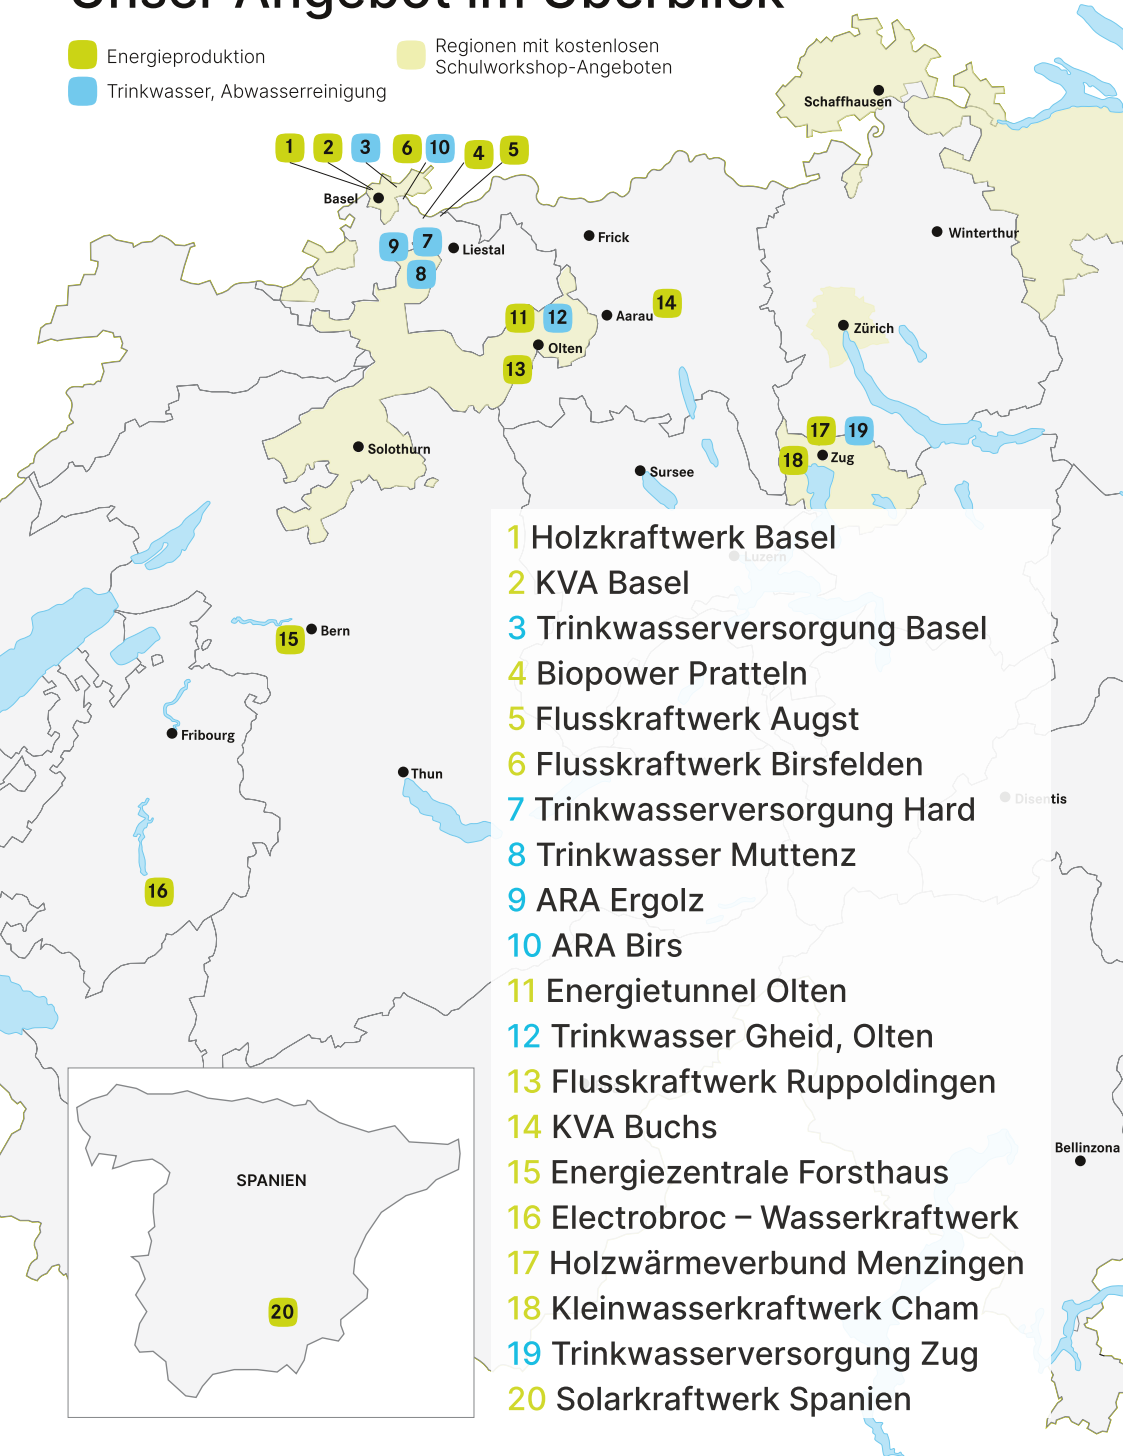 Unser Angebot im Überblick
Energieproduktion
Trinkwasser, Abwasserreinigung
Regionen mit kostenlosen
Schulworkshop-Angeboten
Schaffhausen
1 2 3 6 10 4 5
Basel
9 7
Liestal
8
Frick
Winterthur
11 12
Aarau
14
Olten
13
Zürich
Solothurn
17 19
18
Zug
Sursee
Luzern
15
Bern
Fribourg
Thun
Disentis
16
Bellinzona
SPANIEN
20
1 Holzkraftwerk Basel
2 KVA Basel
3 Trinkwasserversorgung Basel
4 Biopower Pratteln
5 Flusskraftwerk Augst
6 Flusskraftwerk Birsfelden
7 Trinkwasserversorgung Hard
8 Trinkwasser Muttenz
9 ARA Ergolz
10 ARA Birs
11 Energietunnel Olten
12 Trinkwasser Gheid, Olten
13 Flusskraftwerk Ruppoldingen
14 KVA Buchs
15 Energiezentrale Forsthaus
16 Electrobroc – Wasserkraftwerk
17 Holzwärmeverbund Menzingen
18 Kleinwasserkraftwerk Cham
19 Trinkwasserversorgung Zug
20 Solarkraftwerk Spanien